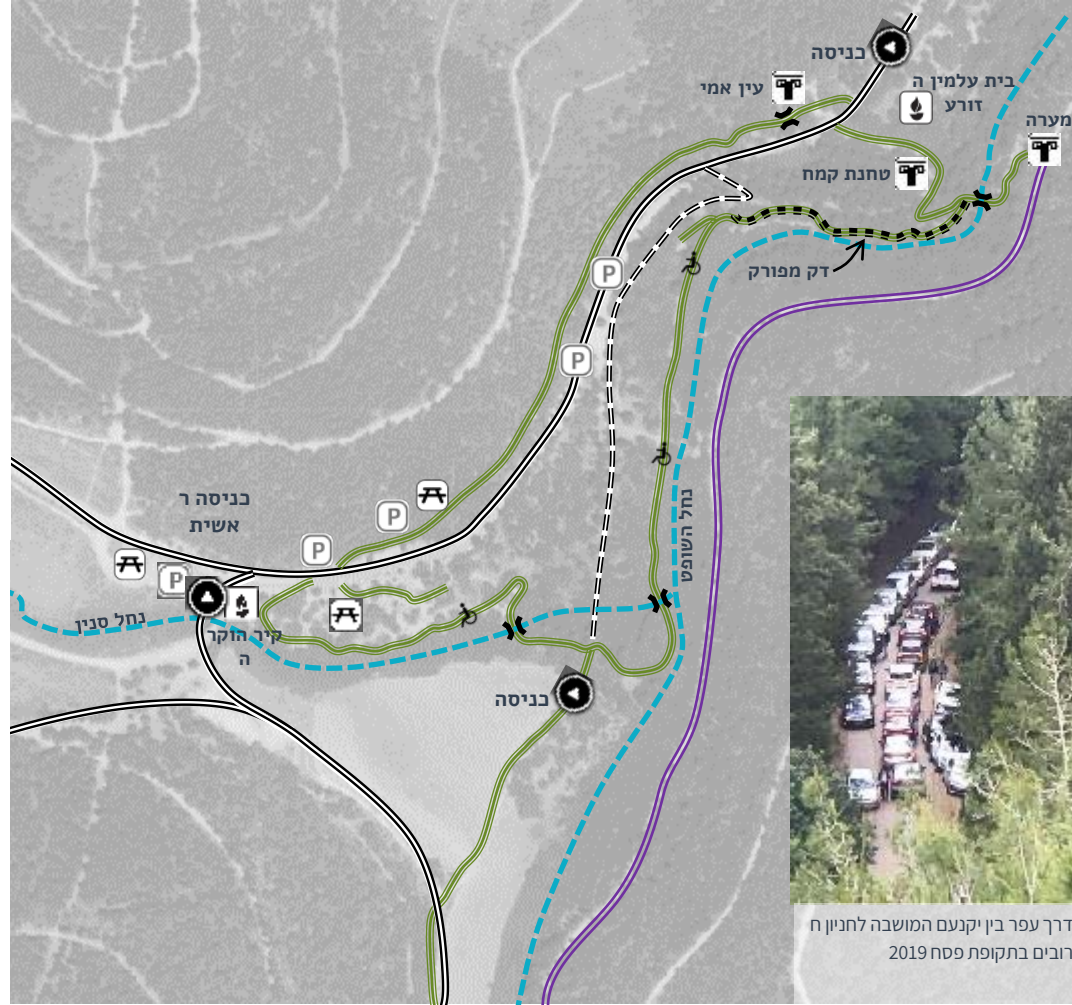 כניסה
עין אמי
בית עלמין ה
זורע
מערה
טחנת קמח
דק מפורק
P
P
נחל השופט
כניסה ר
אשית
P
P
P
נחל סנין
קיר הוקר
ה
כניסה
דרך עפר בין יקנעם המושבה לחניון ח
רובים בתקופת פסח 2019